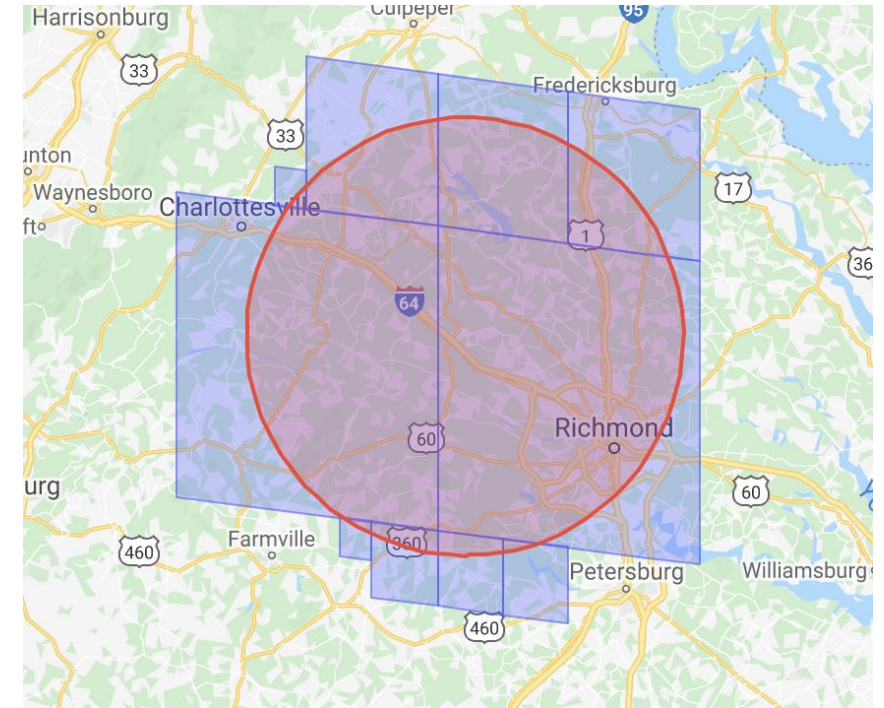 Harrisonburg
Culpeper
95
33
Fredericksburg
33
unton
Waynesboro
17
Charlottesville
ft
1
36
64
60
Richmond
urg
60
460
Farmville
360
Petersburg
Williamsburg
460